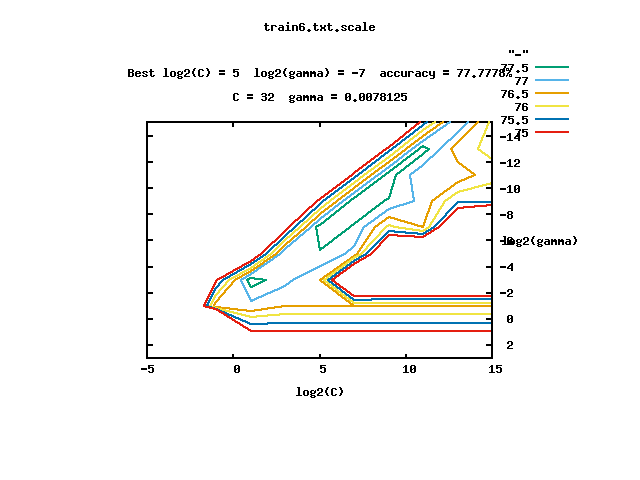 train6.txt.scale
"-"
Best log2(C) = 5  log2(gamma) = -7  accuracy = 77.7778%
77.5
77
C = 32  gamma = 0.0078125
76.5
76
75.5
75
-14
-12
-10
-8
-6
log2(gamma)
-4
-2
0
2
-5 0 5 10 15
log2(C)